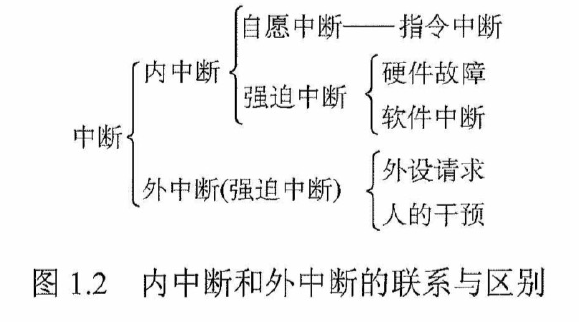 自愿中断——指令中断
内中断
硬件故障
强迫中断
软件中断
中断
外设请求
外中断(强迫中断)
人的干预
图 1.2 内中断和外中断的联系与区别